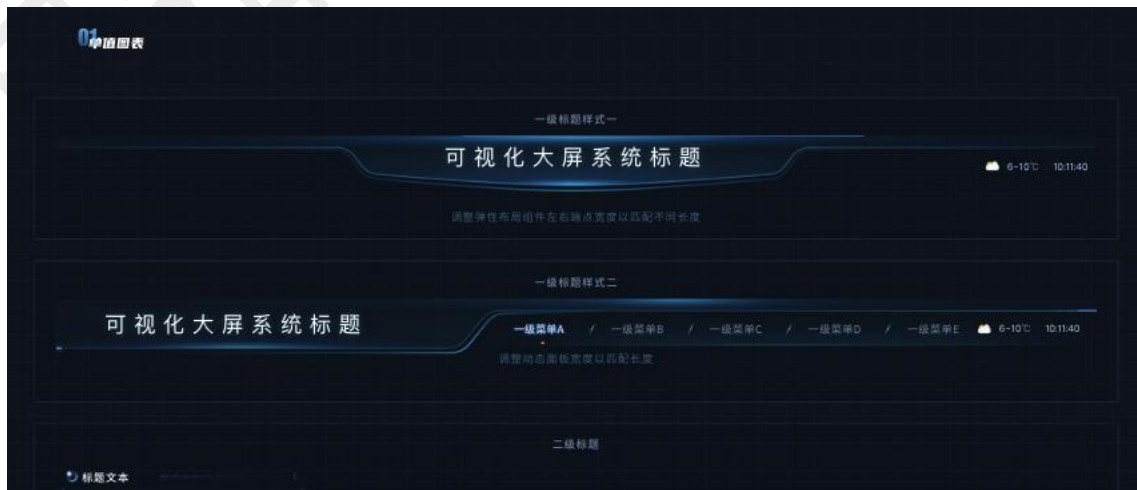 01
单值图表
一级标题样式一
可视化大屏系统标题
6-10℃ 10:11:40
调整弹性布局组件左右端点宽度以匹配不同长度
一级标题样式二
可视化大屏系统标题
一级菜单A / 一级菜单B / 一级菜单C / 一级菜单D / 一级菜单E 6-10℃ 10:11:40
调整动态面板宽度以匹配长度
二级标题
标题文本